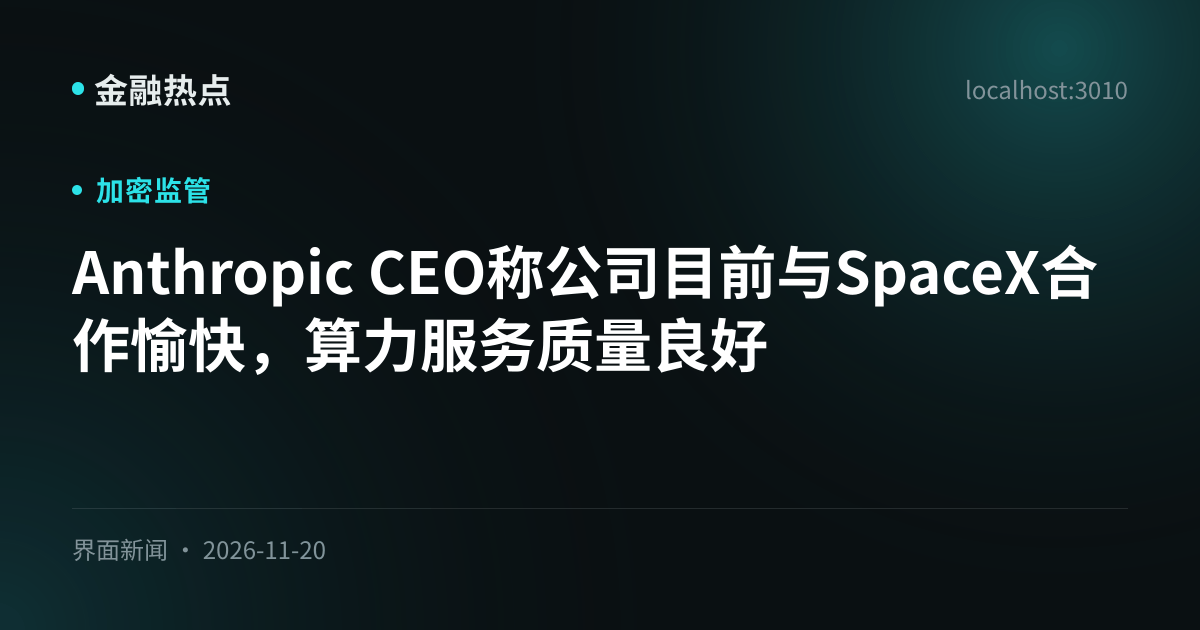 金融热点
localhost:3010
加密监管
Anthropic CEO称公司目前与SpaceX合
作愉快，算力服务质量良好
界面新闻 · 2026-11-20